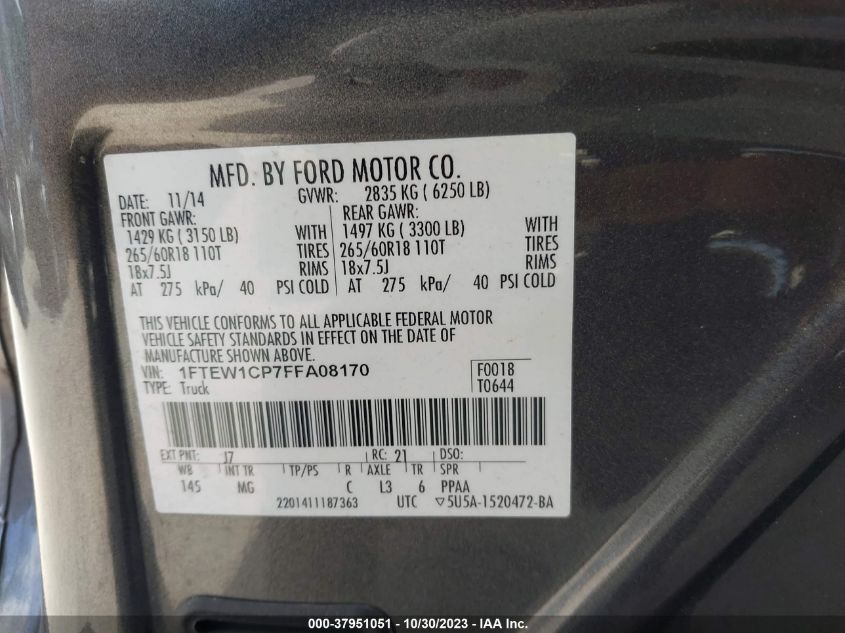 MFD. BY FORD MOTOR CO.
DATE: 11/14 GVWR: 2835 KG ( 6250 LB)
FRONT GAWR: REAR GAWR:
1429 KG ( 3150 LB) WITH 1497 KG ( 3300 LB) WITH
265/60R18 110T TIRES 265/60R18 110T TIRES
18x7.5J RIMS 18x7.5J RIMS
AT 275 kPa/ 40 PSI COLD AT 275 kPa/ 40 PSI COLD
THIS VEHICLE CONFORMS TO ALL APPLICABLE FEDERAL MOTOR
VEHICLE SAFETY STANDARDS IN EFFECT ON THE DATE OF
MANUFACTURE SHOWN ABOVE.
VIN: 1FTEW1CP7FFA08170 F0018
TYPE: Truck T0644
EXT PNT: J7 RC: 21 DSO:
WB INT TR TP/PS R AXLE TR SPR
145 MG C L3 6 PPAA
2201411187363 UTC ▽5U5A-1520472-BA
000-37951051 - 10/30/2023 - IAA Inc.